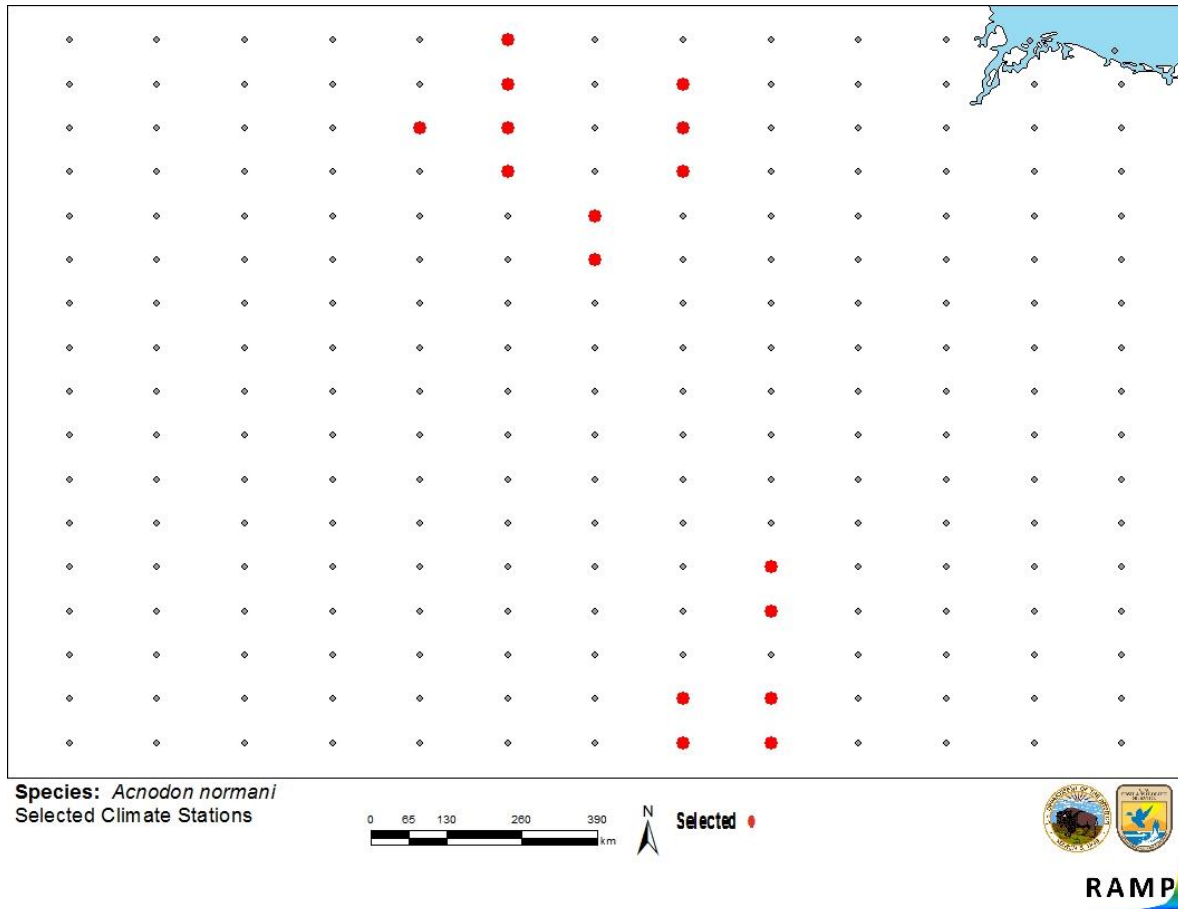 Species: Acnodon normani
Selected Climate Stations
0 65 130 260 390
km
N
Selected
RAMP